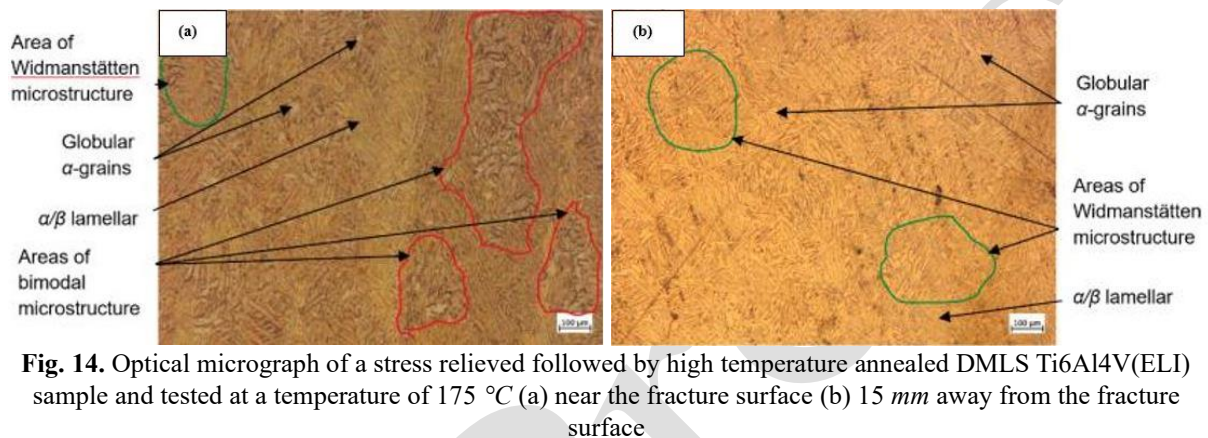 (a)
Area of
Widmanstätten
microstructure
Globular
α-grains
α/β lamellar
Areas of
bimodal
microstructure
100 µm
(b)
Globular
α-grains
Areas of
Widmanstätten
microstructure
α/β lamellar
100 µm
Fig. 14. Optical micrograph of a stress relieved followed by high temperature annealed DMLS Ti6Al4V(ELI)
sample and tested at a temperature of 175 °C (a) near the fracture surface (b) 15 mm away from the fracture
surface